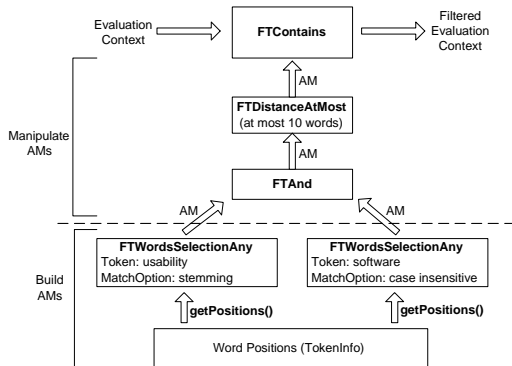 Evaluation
Context
FTContains
Filtered
Evaluation
Context
AM
FTDistanceAtMost
(at most 10 words)
Manipulate
AMs
AM
FTAnd
AM
AM
FTWordsSelectionAny
Token: usability
MatchOption: stemming
FTWordsSelectionAny
Token: software
MatchOption: case insensitive
Build
AMs
getPositions()
getPositions()
Word Positions (TokenInfo)